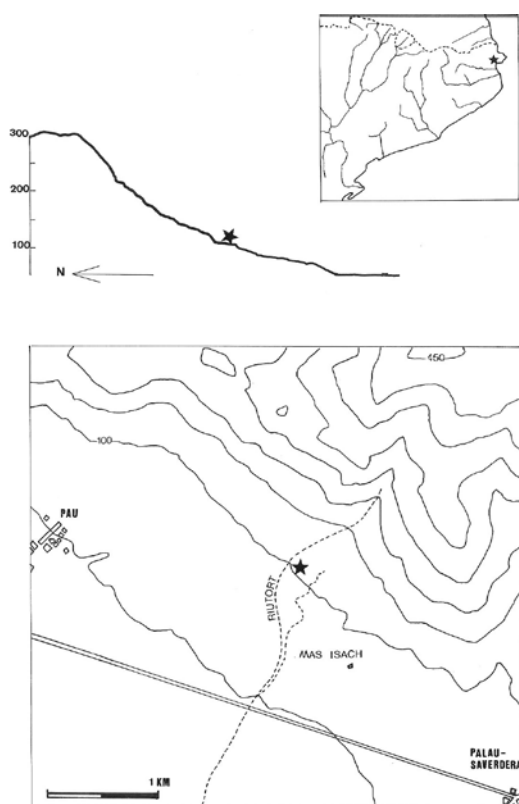 300
200
100
N
450
100
PAU
RIUTORT
MAS ISACH
1 KM
PALAU-
SAVERDERA